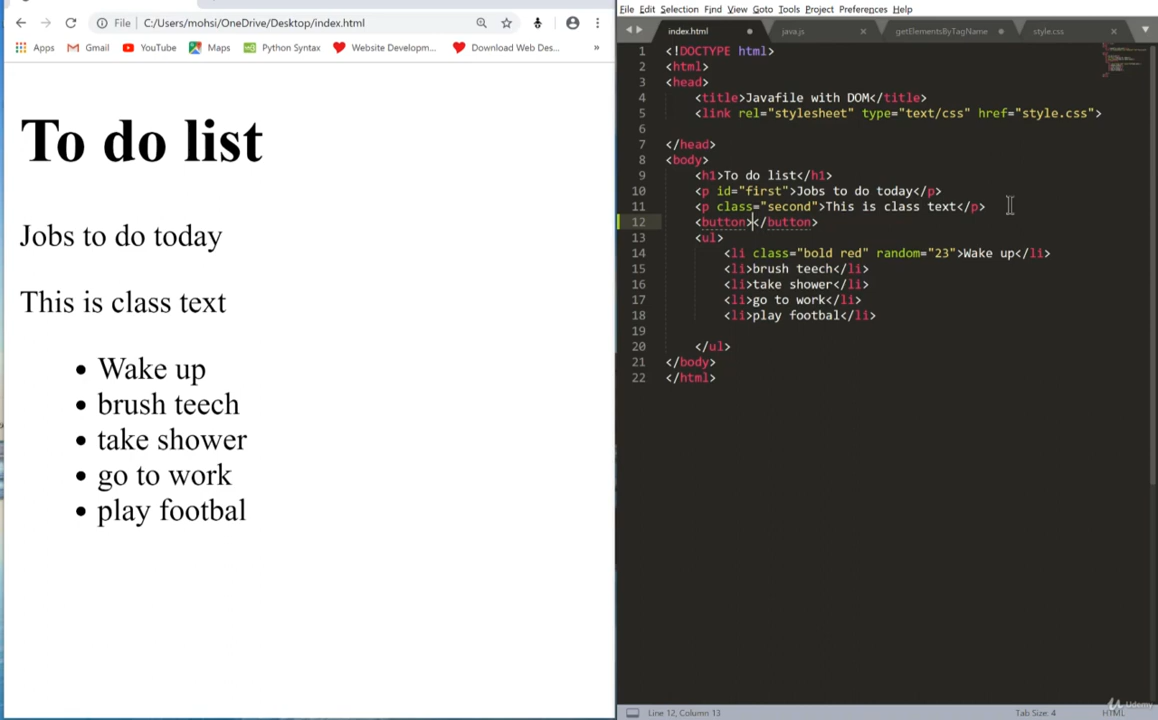 File C:/Users/mohsi/OneDrive/Desktop/index.html
Apps Gmail YouTube Maps Python Syntax Website Developm... Download Web Des... »
To do list
Jobs to do today
This is class text
• Wake up
• brush teech
• take shower
• go to work
• play footbal
File Edit Selection Find View Goto Tools Project Preferences Help
index.html java.js getElementsByTagName style.css
1 <!DOCTYPE html>
2 <html>
3 <head>
4 <title>Javafile with DOM</title>
5 <link rel="stylesheet" type="text/css" href="style.css">
6
7 </head>
8 <body>
9 <h1>To do list</h1>
10 <p id="first">Jobs to do today</p>
11 <p class="second">This is class text</p>
12 <button></button>
13 <ul>
14 <li class="bold red" random="23">Wake up</li>
15 <li>brush teech</li>
16 <li>take shower</li>
17 <li>go to work</li>
18 <li>play footbal</li>
19
20 </ul>
21 </body>
22 </html>
Line 12, Column 13 Tab Size: 4 HTML
Udemy